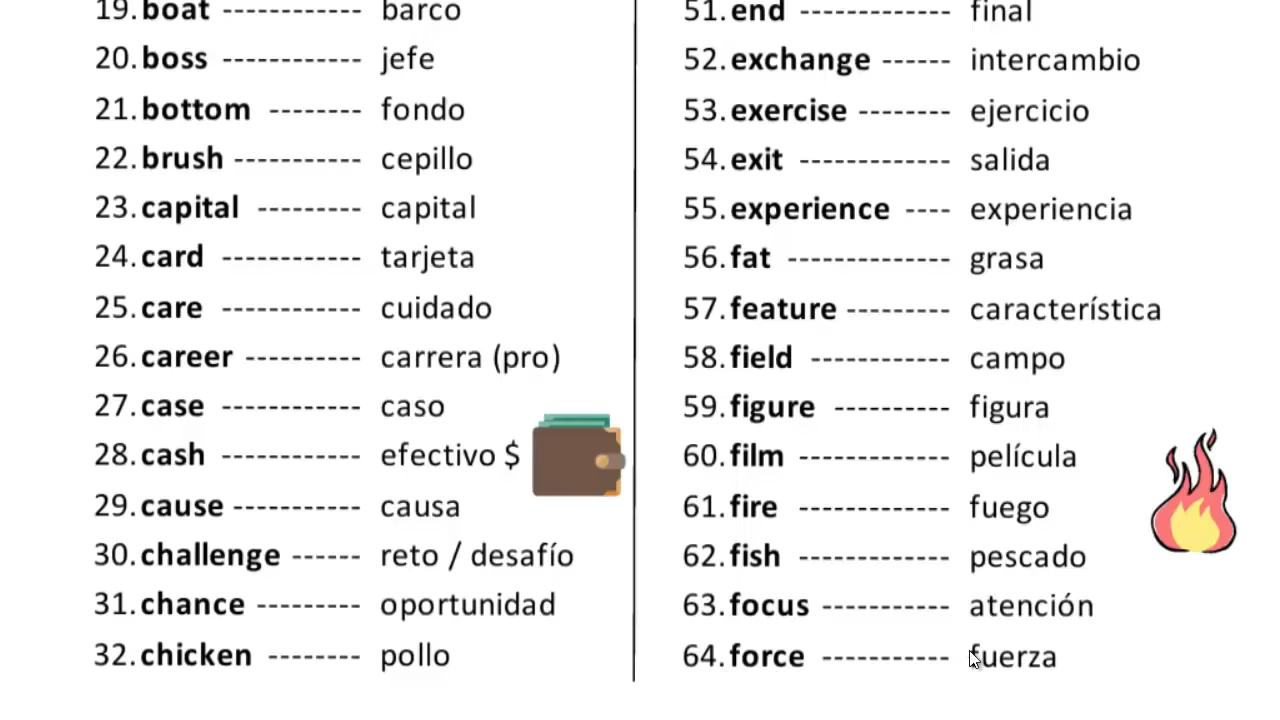 19. boat ------------ barco
20. boss ------------ jefe
21. bottom -------- fondo
22. brush ----------- cepillo
23. capital --------- capital
24. card ------------ tarjeta
25. care ------------ cuidado
26. career ---------- carrera (pro)
27. case ------------ caso
28. cash ------------ efectivo $
29. cause ----------- causa
30. challenge ------ reto / desafío
31. chance --------- oportunidad
32. chicken -------- pollo
51. end ------------- final
52. exchange ------ intercambio
53. exercise -------- ejercicio
54. exit ------------- salida
55. experience ---- experiencia
56. fat -------------- grasa
57. feature --------- característica
58. field ------------ campo
59. figure ---------- figura
60. film ------------- película
61. fire ------------- fuego
62. fish ------------- pescado
63. focus ----------- atención
64. force ----------- fuerza